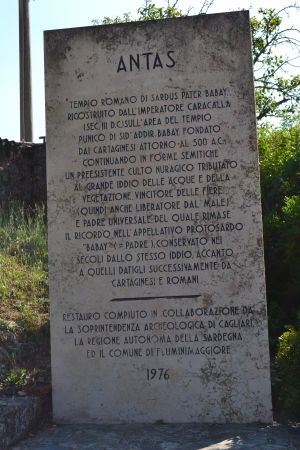 ANTAS
TEMPIO ROMANO DI SARDUS PATER BABAY,
RICOSTRUITO DALL'IMPERATORE CARACALLA
(SEC. III D.C.) SULL'AREA DEL TEMPIO
PUNICO DI SID ADDIR BABAY, FONDATO
DAI CARTAGINESI ATTORNO AL 500 A.C.
CONTINUANDO IN FORME SEMITICHE
UN PREESISTENTE CULTO NURAGICO TRIBUTATO
AL GRANDE IDDIO DELLE ACQUE E DELLA
VEGETAZIONE VINCITORE DELLE FIERE
(QUINDI ANCHE LIBERATORE DAL MALE)
E PADRE UNIVERSALE DEL QUALE RIMASE
IL RICORDO NELL'APPELLATIVO PROTOSARDO
"BABAY" (= PADRE), CONSERVATO NEI
SECOLI DALLO STESSO IDDIO, ACCANTO
A QUELLI DATIGLI SUCCESSIVAMENTE DA
CARTAGINESI E ROMANI
RESTAURO COMPIUTO IN COLLABORAZIONE DA
LA SOPRINTENDENZA ARCHEOLOGICA DI CAGLIARI,
LA REGIONE AUTONOMA DELLA SARDEGNA
ED IL COMUNE DI FLUMINIMAGGIORE
1976